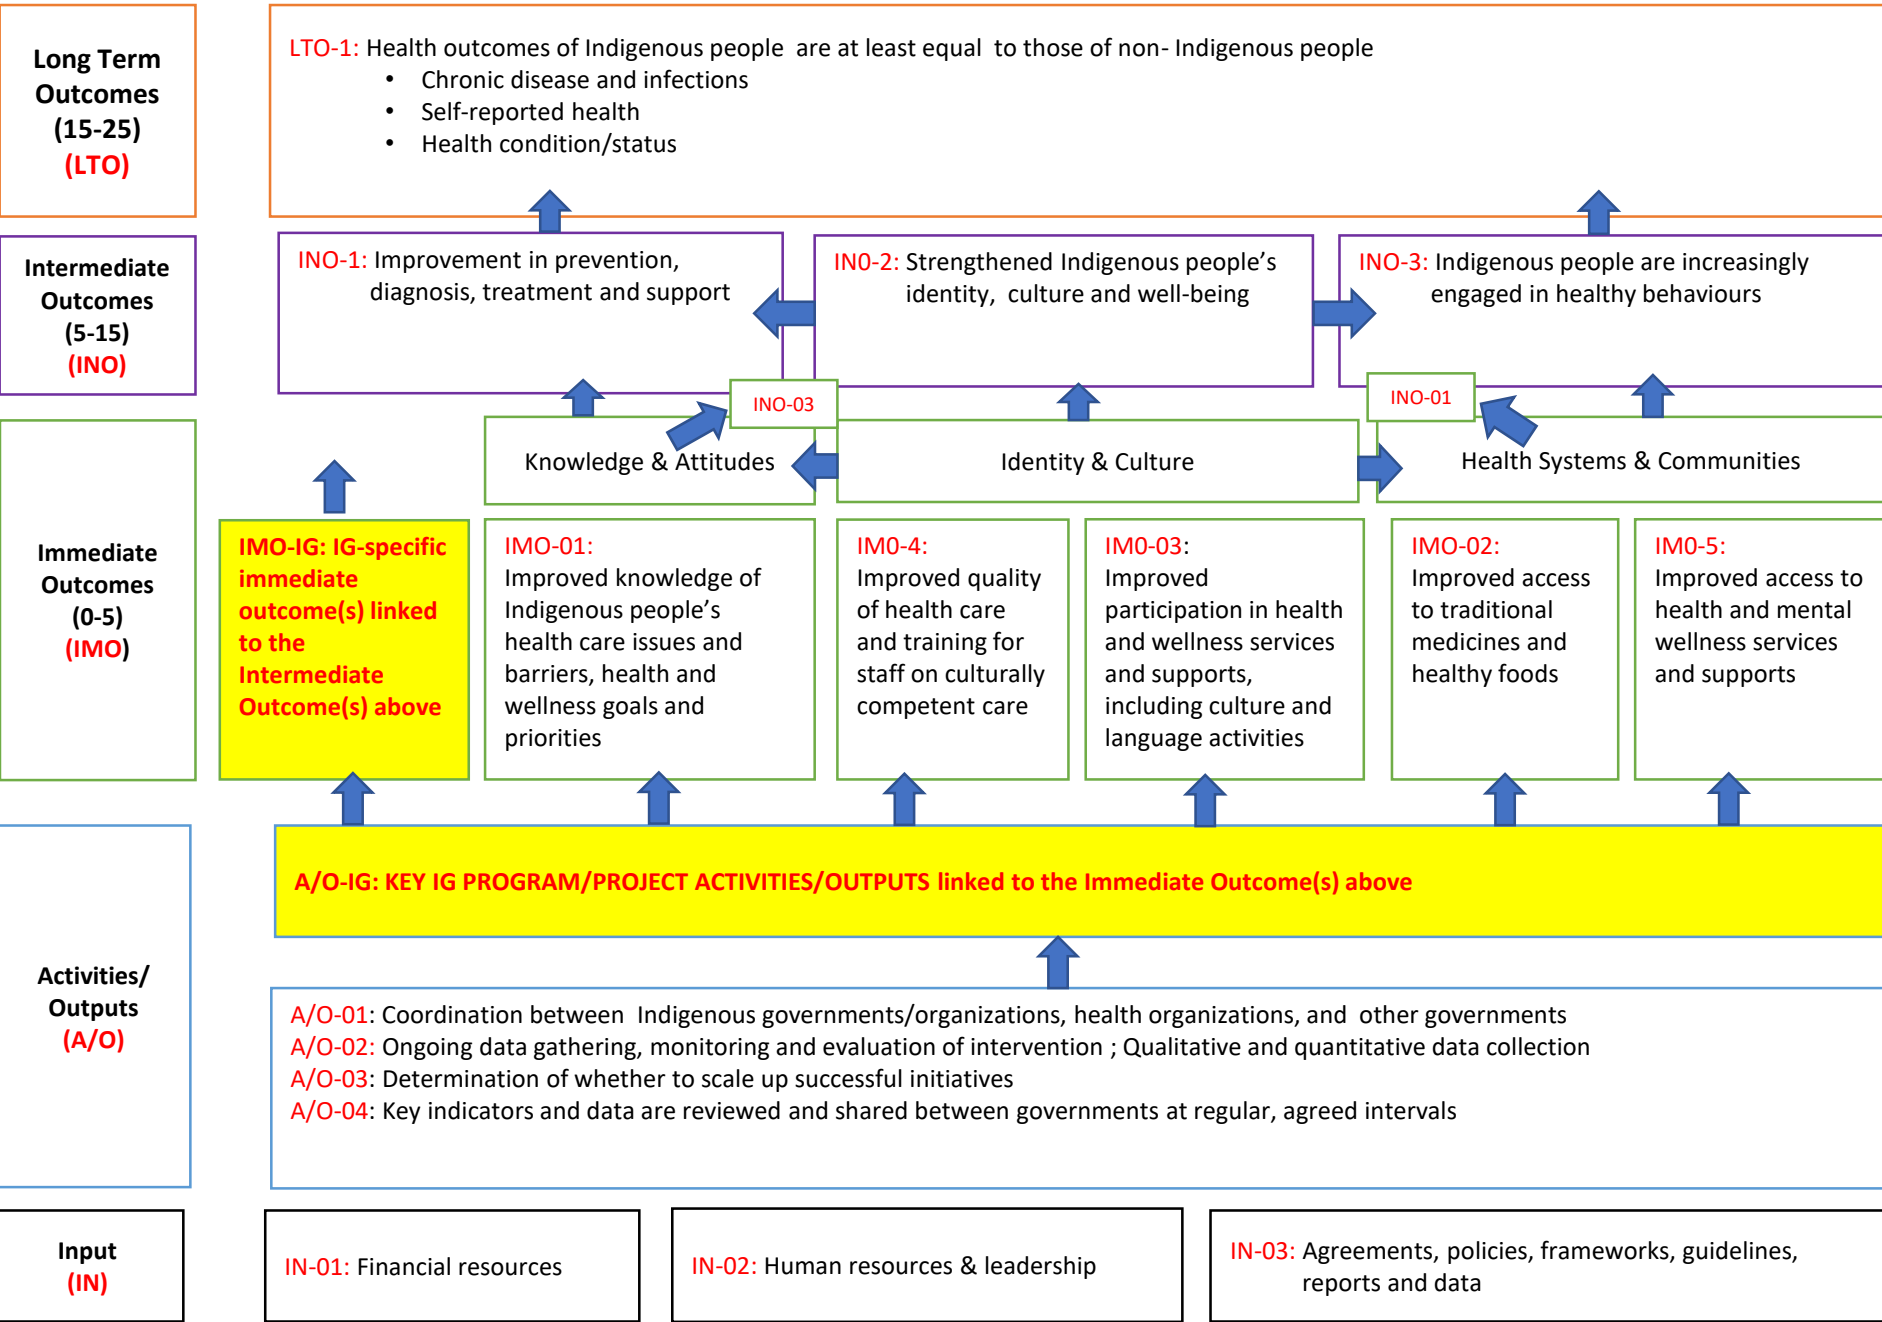 Long Term
Outcomes
(15-25)
(LTO)
LTO-1: Health outcomes of Indigenous people are at least equal to those of non- Indigenous people
• Chronic disease and infections
• Self-reported health
• Health condition/status
Intermediate
Outcomes
(5-15)
(INO)
INO-1: Improvement in prevention,
diagnosis, treatment and support
IN0-2: Strengthened Indigenous people's
identity, culture and well-being
INO-3: Indigenous people are increasingly
engaged in healthy behaviours
INO-03
INO-01
Knowledge & Attitudes
Identity & Culture
Health Systems & Communities
Immediate
Outcomes
(0-5)
(IMO)
IMO-IG: IG-specific
immediate
outcome(s) linked
to the
Intermediate
Outcome(s) above
IMO-01:
Improved knowledge of
Indigenous people's
health care issues and
barriers, health and
wellness goals and
priorities
IM0-4:
Improved quality
of health care
and training for
staff on culturally
competent care
IM0-03:
Improved
participation in health
and wellness services
and supports,
including culture and
language activities
IMO-02:
Improved access
to traditional
medicines and
healthy foods
IM0-5:
Improved access to
health and mental
wellness services
and supports
Activities/
Outputs
(A/O)
A/O-IG: KEY IG PROGRAM/PROJECT ACTIVITIES/OUTPUTS linked to the Immediate Outcome(s) above
A/O-01: Coordination between Indigenous governments/organizations, health organizations, and other governments
A/O-02: Ongoing data gathering, monitoring and evaluation of intervention ; Qualitative and quantitative data collection
A/O-03: Determination of whether to scale up successful initiatives
A/O-04: Key indicators and data are reviewed and shared between governments at regular, agreed intervals
Input
(IN)
IN-01: Financial resources
IN-02: Human resources & leadership
IN-03: Agreements, policies, frameworks, guidelines,
reports and data